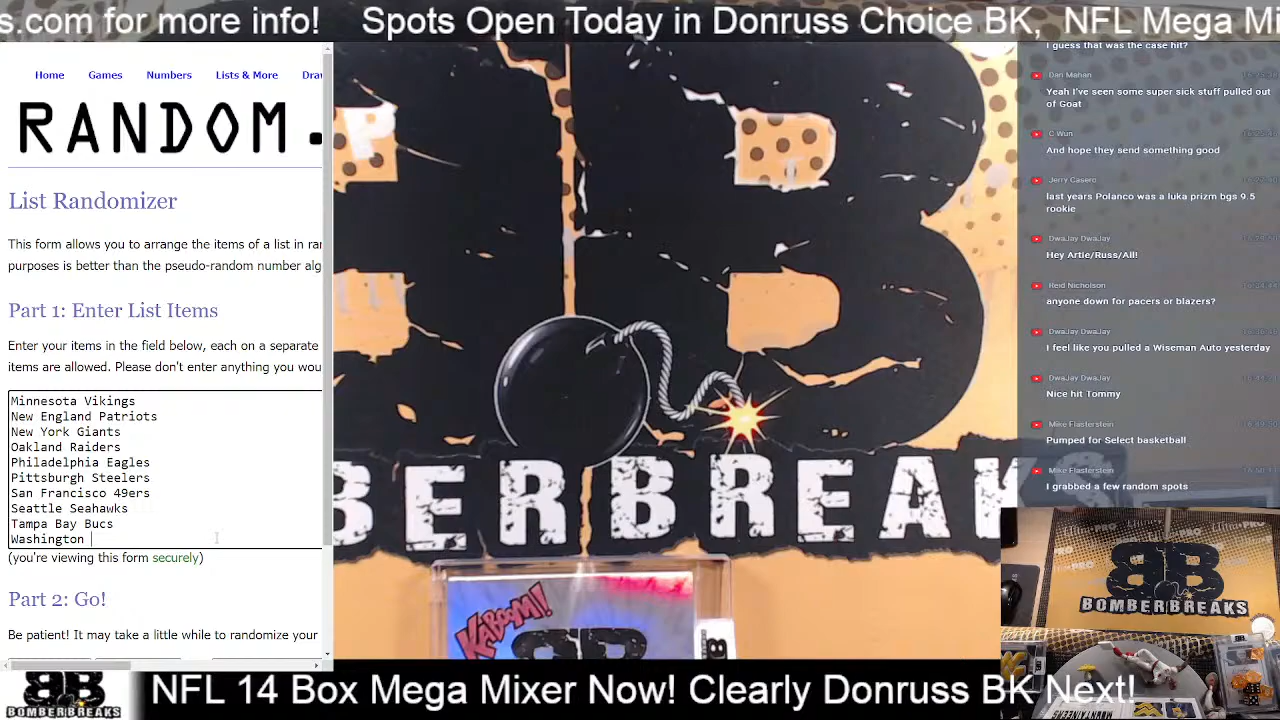 s.com for more info!    Spots Open Today in Donruss Choice BK,  NFL Mega Mi
Home Games Numbers Lists & More Drav
RANDOM.
List Randomizer
This form allows you to arrange the items of a list in ra
purposes is better than the pseudo-random number alg
Part 1: Enter List Items
Enter your items in the field below, each on a separate
items are allowed. Please don't enter anything you wou
Minnesota Vikings
New England Patriots
New York Giants
Oakland Raiders
Philadelphia Eagles
Pittsburgh Steelers
San Francisco 49ers
Seattle Seahawks
Tampa Bay Bucs
Washington
(you're viewing this form securely)
Part 2: Go!
Be patient! It may take a little while to randomize your
BB
BER BREAKS
KABOOM!
I guess that was the case hit?
Dan Mahan
Yeah I've seen some super sick stuff pulled out
of Goat
C Wun
And hope they send something good
Jerry Casero
last years Polanco was a luka prizm bgs 9.5
rookie
DwaJay DwaJay
Hey Artie/Russ/All!
Reid Nicholson
anyone down for pacers or blazers?
DwaJay DwaJay
I feel like you pulled a Wiseman Auto yesterday
DwaJay DwaJay
Nice hit Tommy
Mike Flasterstein
Pumped for Select basketball
Mike Flasterstein
I grabbed a few random spots
BB
BOMBERBREAKS
BB
BOMBERBREAKS
NFL 14 Box Mega Mixer Now! Clearly Donruss BK Next!